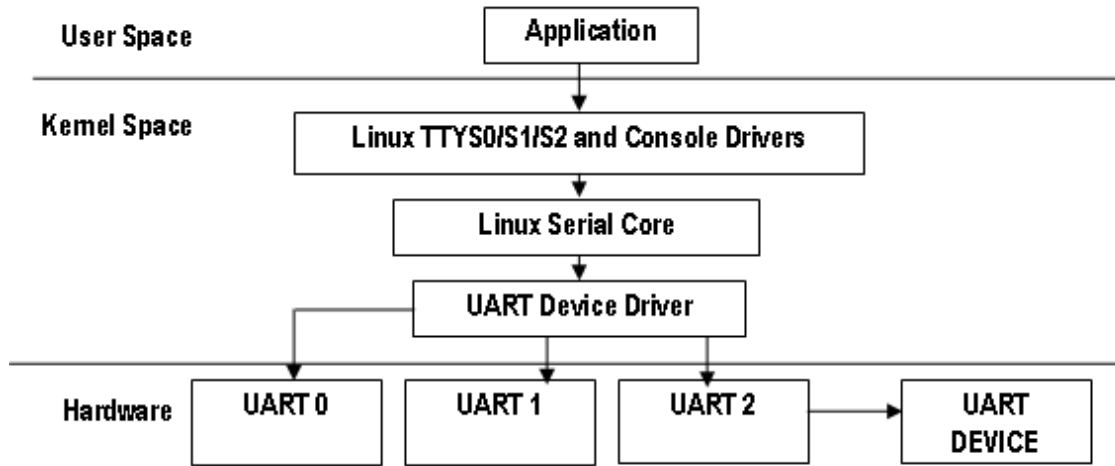 User Space
Application
Kernel Space
Linux TTYS0/S1/S2 and Console Drivers
Linux Serial Core
UART Device Driver
Hardware
UART 0
UART 1
UART 2
UART
DEVICE